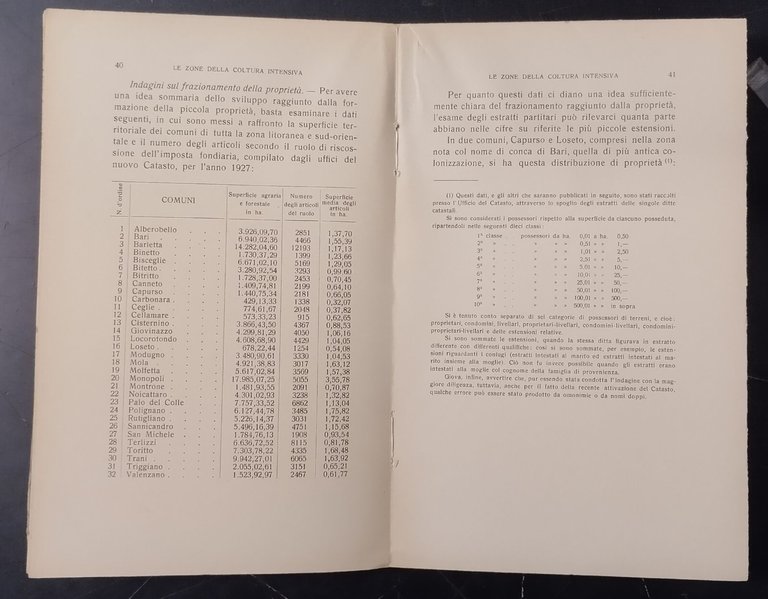 40
LE ZONE DELLA COLTURA INTENSIVA
Indagini sul frazionamento della proprietà. — Per avere
una idea sommaria dello sviluppo raggiunto dalla for-
mazione della piccola proprietà, basta esaminare i dati
seguenti, in cui sono messi a raffronto la superficie ter-
ritoriale dei comuni di tutta la zona litoranea e sud-orien-
tale e il numero degli articoli secondo il ruolo di riscos-
sione dell'imposta fondiaria, compilato dagli uffici del
nuovo Catasto, per l'anno 1927:
N. d'ordine COMUNI Superficie agraria e forestale in ha. Numero degli articoli del ruolo Superficie media degli articoli in ha.
1 Alberobello . . . 3.926,09,70 2851 1,37,70
2 Bari . . . . 6.940,02,36 4466 1,55,39
3 Barletta . . . . 14.282,04,60 12193 1,17,13
4 Binetto . . . . 1.730,37,29 1399 1,23,66
5 Bisceglie . . . . 6.671,02,10 5169 1,29,05
6 Bitetto . . . . 3.280,92,54 3293 0,99,60
7 Bitritto . . . . 1.728,37,00 2453 0,70,45
8 Canneto . . . . 1.409,74,81 2199 0,64,10
9 Capurso . . . . 1.440,75,34 2181 0,66,05
10 Carbonara . . . . 429,13,33 1338 0,32,07
11 Ceglie . . . . 774,61,67 2048 0,37,82
12 Cellamare . . . . 573,33,23 915 0,62,65
13 Cisternino . . . . 3.866,43,50 4367 0,88,53
14 Giovinazzo . . . . 4.299,81,29 4050 1,06,16
15 Locorotondo . . . 4.608,68,90 4429 1,04,05
16 Loseto . . . . 678,22,44 1254 0,54,08
17 Modugno . . . . 3.480,90,61 3330 1,04,53
18 Mola . . . . 4.921,38,83 3017 1,63,12
19 Molfetta . . . . 5.617,02,84 3569 1,57,38
20 Monopoli . . . . 17.985,07,25 5055 3,55,78
21 Montrone . . . . 1.481,93,55 2091 0,70,87
22 Noicattaro . . . . 4.301,02,93 3238 1,32,82
23 Palo del Colle . . . 7.757,33,52 6862 1,13,04
24 Polignano . . . . 6.127,44,78 3485 1,75,82
25 Rutigliano . . . . 5.226,14,37 3031 1,72,42
26 Sannicandro . . . 5.496,16,39 4751 1,15,68
27 San Michele . . . 1.784,76,13 1908 0,93,54
28 Terlizzi . . . . 6.636,72,52 8115 0,81,78
29 Toritto . . . . 7.303,78,22 4335 1,68,48
30 Trani . . . . 9.942,27,01 6065 1,63,92
31 Triggiano . . . . 2.055,02,61 3151 0,65,21
32 Valenzano . . . . 1.523,92,97 2467 0,61,77
LE ZONE DELLA COLTURA INTENSIVA
41
Per quanto questi dati ci diano una idea sufficiente-
mente chiara del frazionamento raggiunto dalla proprietà,
l'esame degli estratti partitari può rilevarci quanta parte
abbiano nelle cifre su riferite le più piccole estensioni.
In due comuni, Capurso e Loseto, compresi nella zona
nota col nome di conca di Bari, quella di più antica co-
lonizzazione, si ha questa distribuzione di proprietà (1):
(1) Questi dati, e gli altri che saranno pubblicati in seguito, sono stati raccolti
presso l'Ufficio del Catasto, attraverso lo spoglio degli estratti delle singole ditte
catastali.
Si sono considerati i possessori rispetto alla superficie da ciascuno posseduta,
ripartendoli nelle seguenti dieci classi:
1ª classe . . possessori da ha. 0,01 a ha. 0,50
2ª » . . » » » 0,51 » » 1,—
3ª » . . » » » 1,01 » » 2,50
4ª » . . » » » 2,51 » » 5,—
5ª » . . » » » 5,01 » » 10,—
6ª » . . » » » 10,01 » » 25,—
7ª » . . » » » 25,01 » » 50,—
8ª » . . » » » 50,01 » » 100,—
9ª » . . » » » 100,01 » » 500,—
10ª » . . » » » 500,01 » » in sopra
Si è tenuto conto separato di sei categorie di possessori di terreni, e cioè:
proprietari, condomini, livellari, proprietari-livellari, condomini-livellari, condomini-
proprietari-livellari e delle estensioni relative.
Si sono sommate le estensioni, quando la stessa ditta figurava in estratto
differente con differenti qualifiche; così si sono sommate, per esempio, le esten-
sioni riguardanti i coniugi (estratti intestati al marito ed estratti intestati al ma-
rito insieme alla moglie). Ciò non fu invece possibile quando gli estratti erano
intestati alla moglie col cognome della famiglia di provenienza.
Giova, infine, avvertire che, pur essendo stata condotta l'indagine con la mag-
giore diligenza, tuttavia, anche per il fatto della recente attivazione del Catasto,
qualche errore può essere stato prodotto da omonimie o da nomi doppi.